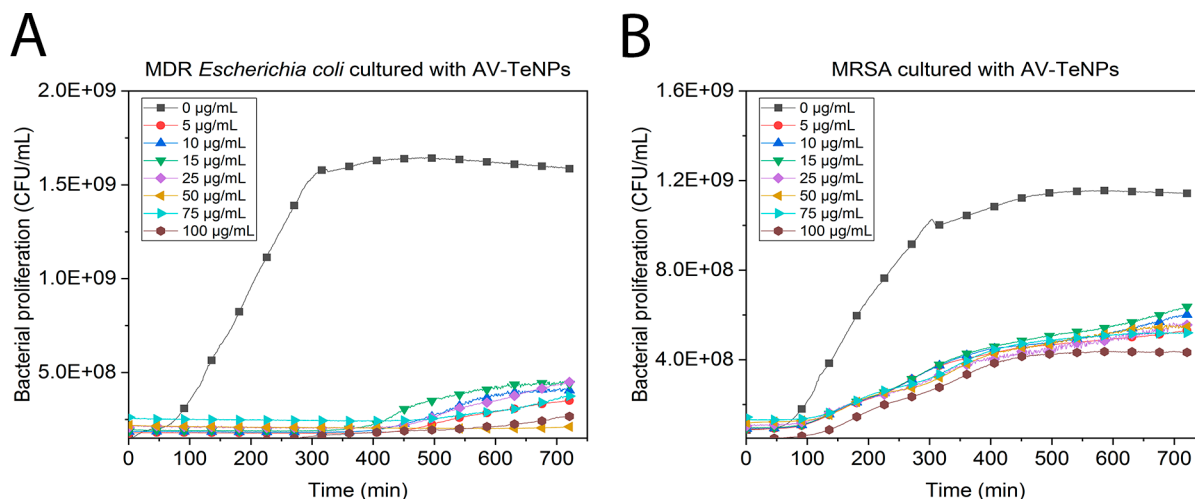 A
MDR Escherichia coli cultured with AV-TeNPs
2.0E+09
1.5E+09
1.0E+09
5.0E+08
Bacterial proliferation (CFU/mL)
0 µg/mL
5 µg/mL
10 µg/mL
15 µg/mL
25 µg/mL
50 µg/mL
75 µg/mL
100 µg/mL
0 100 200 300 400 500 600 700
Time (min)
B
MRSA cultured with AV-TeNPs
1.6E+09
1.2E+09
8.0E+08
4.0E+08
Bacterial proliferation (CFU/mL)
0 µg/mL
5 µg/mL
10 µg/mL
15 µg/mL
25 µg/mL
50 µg/mL
75 µg/mL
100 µg/mL
0 100 200 300 400 500 600 700
Time (min)